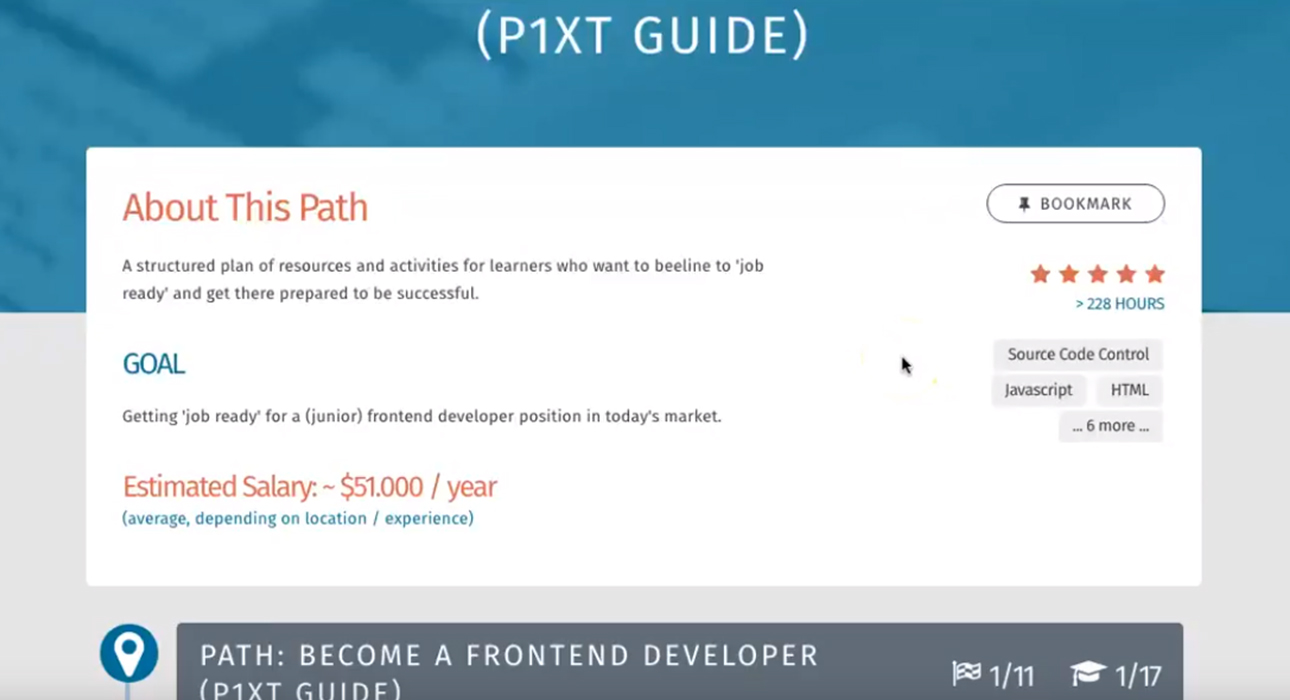 (P1XT GUIDE)
About This Path
BOOKMARK
A structured plan of resources and activities for learners who want to beeline to 'job
ready' and get there prepared to be successful.
> 228 HOURS
GOAL
Source Code Control
Javascript
HTML
Getting 'job ready' for a (junior) frontend developer position in today's market.
... 6 more ...
Estimated Salary: ~ $51.000 / year
(average, depending on location / experience)
PATH: BECOME A FRONTEND DEVELOPER
(P1XT GUIDE)
1/11
1/17